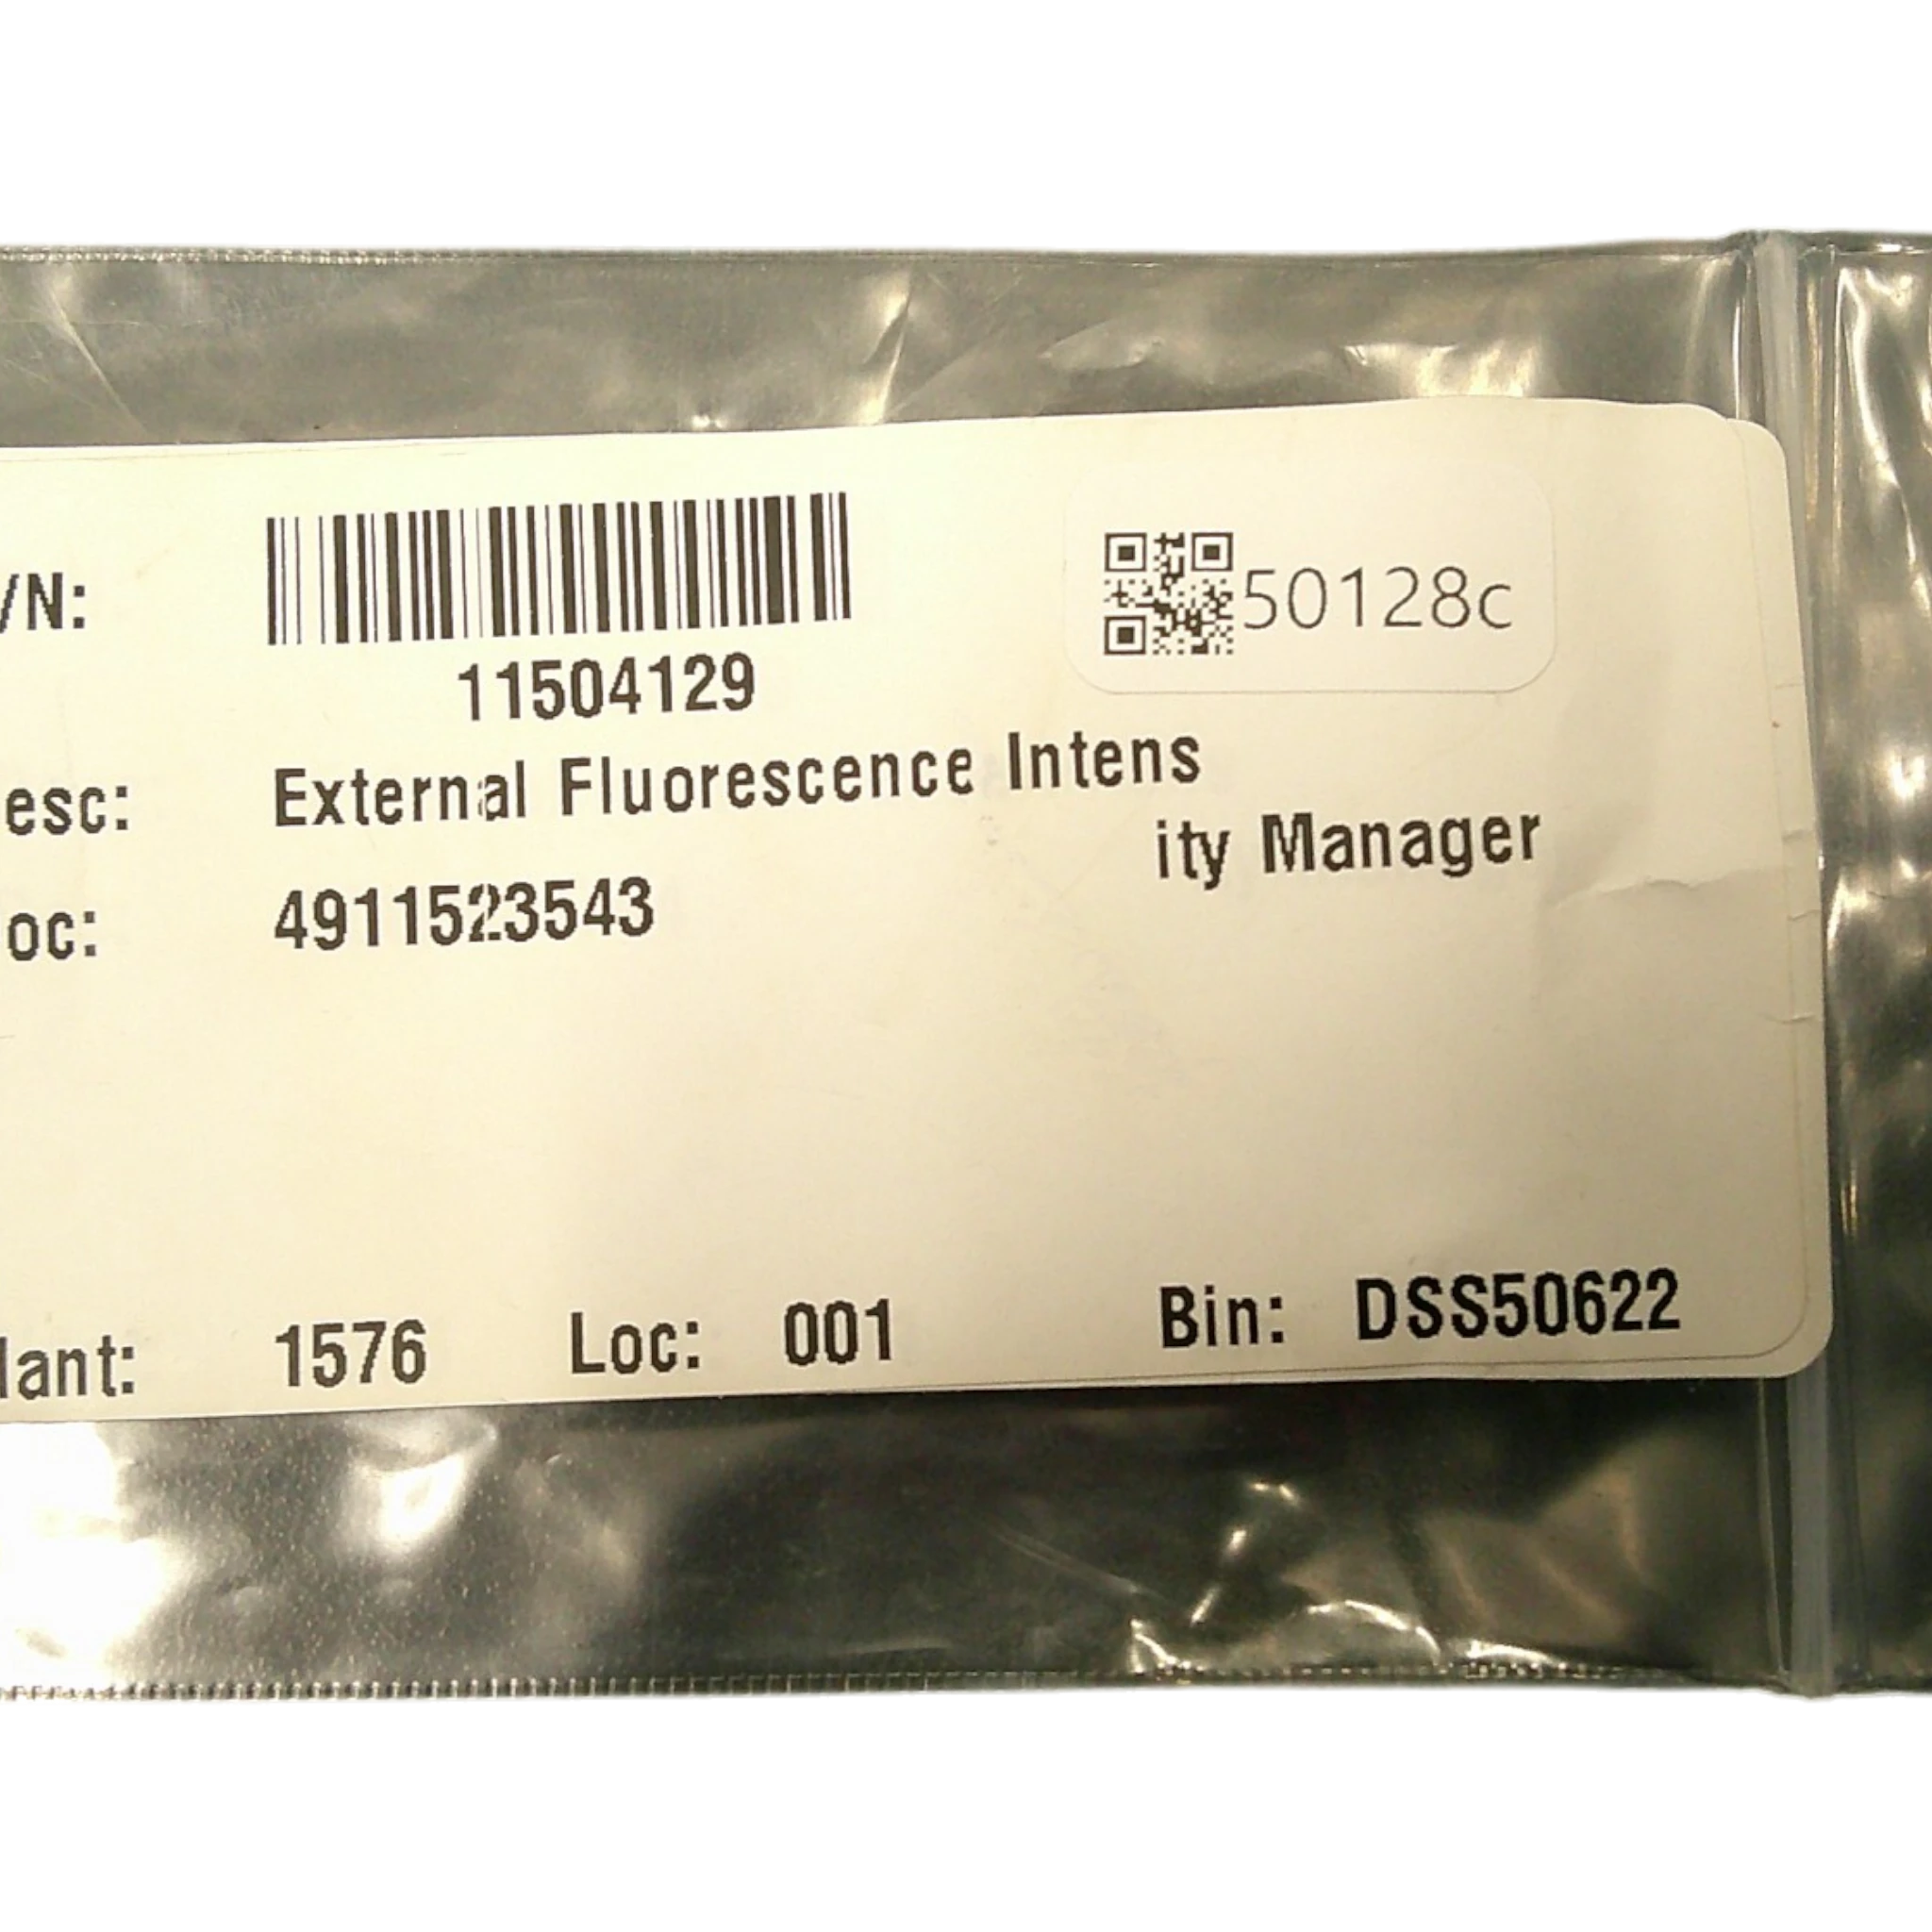 /N:
11504129
50128c
esc: External Fluorescence Intens
ity Manager
oc: 4911523543
lant: 1576 Loc: 001 Bin: DSS50622